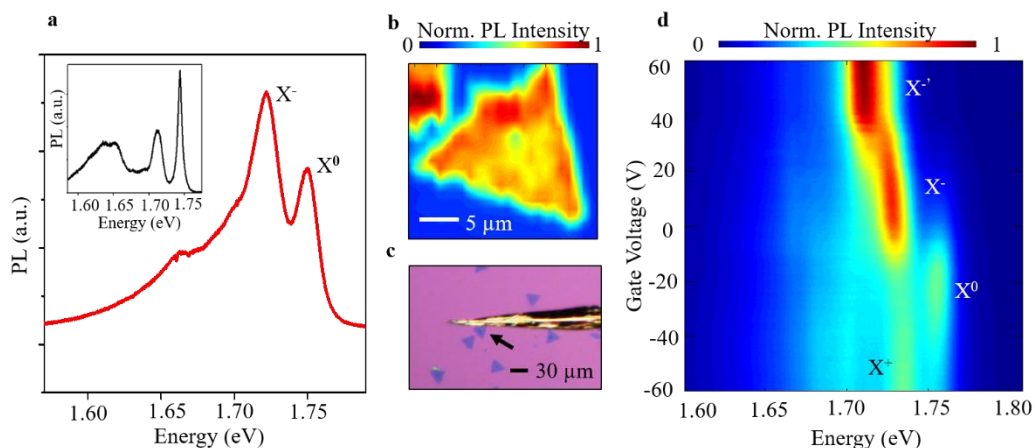 a
PL (a.u.)
X⁻
X⁰
1.60 1.65 1.70 1.75
Energy (eV)
PL (a.u.)
1.60 1.65 1.70 1.75
Energy (eV)
b
Norm. PL Intensity
0 1
5 µm
c
30 µm
d
Norm. PL Intensity
0 1
Gate Voltage (V)
60
40
20
0
-20
-40
-60
X⁻'
X⁻
X⁰
X⁺
1.60 1.65 1.70 1.75 1.80
Energy (eV)